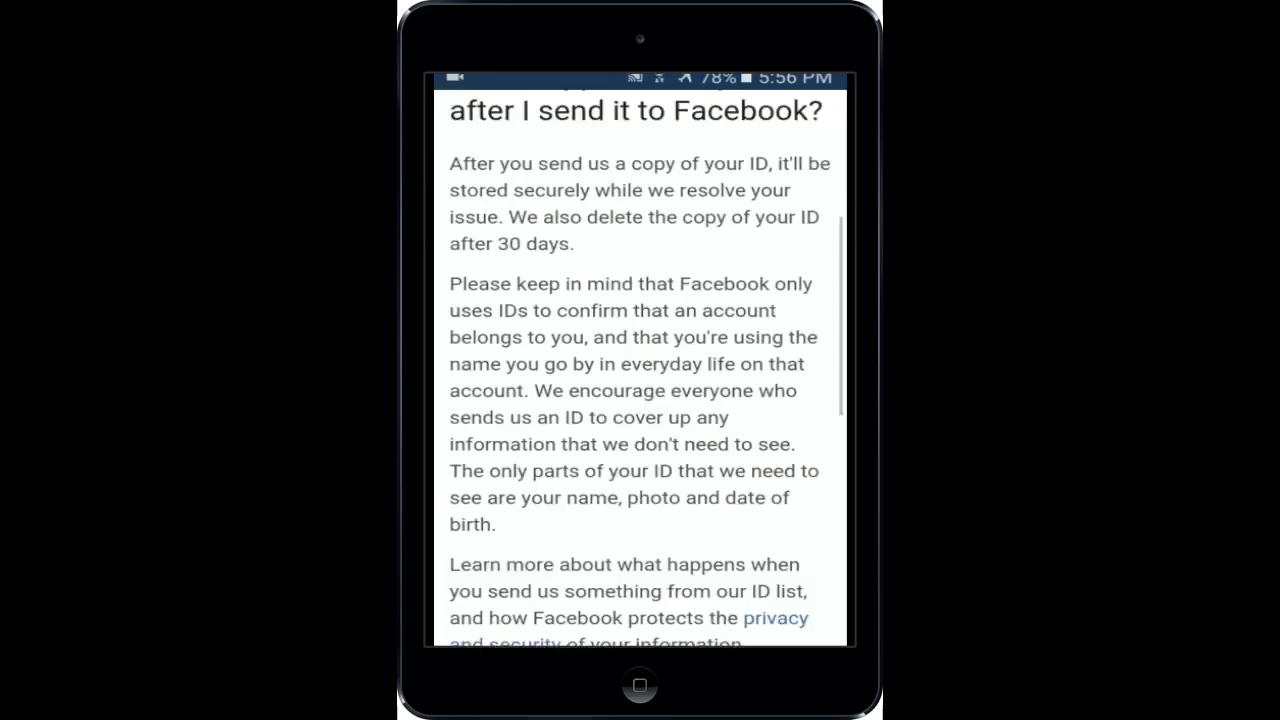 78% 5:56 PM
after I send it to Facebook?
After you send us a copy of your ID, it'll be
stored securely while we resolve your
issue. We also delete the copy of your ID
after 30 days.
Please keep in mind that Facebook only
uses IDs to confirm that an account
belongs to you, and that you're using the
name you go by in everyday life on that
account. We encourage everyone who
sends us an ID to cover up any
information that we don't need to see.
The only parts of your ID that we need to
see are your name, photo and date of
birth.
Learn more about what happens when
you send us something from our ID list,
and how Facebook protects the privacy
and security of your information.